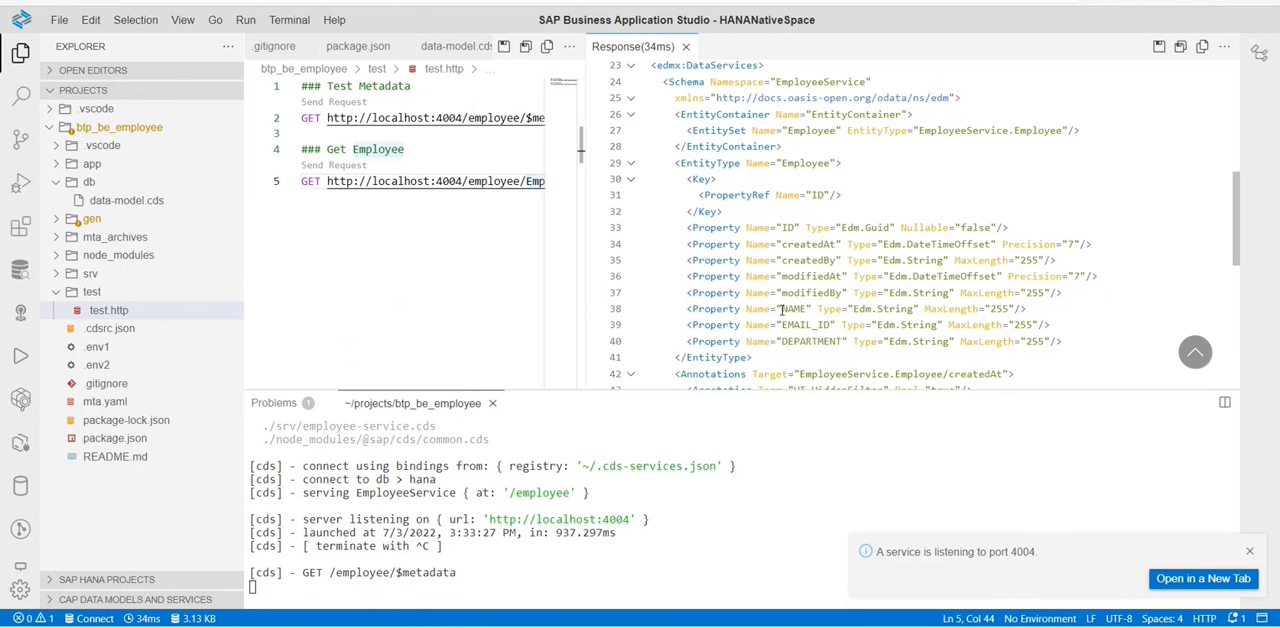 File Edit Selection View Go Run Terminal Help SAP Business Application Studio - HANANativeSpace
EXPLORER
OPEN EDITORS
PROJECTS
.vscode
btp_be_employee
.vscode
app
db
data-model.cds
gen
mta_archives
node_modules
srv
test
test.http
.cdsrc.json
.env1
.env2
.gitignore
mta.yaml
package-lock.json
package.json
README.md
SAP HANA PROJECTS
CAP DATA MODELS AND SERVICES
.gitignore package.json data-model.cds
btp_be_employee > test > test.http > ...
1 ### Test Metadata
Send Request
2 GET http://localhost:4004/employee/$me
3
4 ### Get Employee
Send Request
5 GET http://localhost:4004/employee/Emp
Response(34ms)
23 <edmx:DataServices>
24 <Schema Namespace="EmployeeService"
25 xmlns="http://docs.oasis-open.org/odata/ns/edm">
26 <EntityContainer Name="EntityContainer">
27 <EntitySet Name="Employee" EntityType="EmployeeService.Employee"/>
28 </EntityContainer>
29 <EntityType Name="Employee">
30 <Key>
31 <PropertyRef Name="ID"/>
32 </Key>
33 <Property Name="ID" Type="Edm.Guid" Nullable="false"/>
34 <Property Name="createdAt" Type="Edm.DateTimeOffset" Precision="7"/>
35 <Property Name="createdBy" Type="Edm.String" MaxLength="255"/>
36 <Property Name="modifiedAt" Type="Edm.DateTimeOffset" Precision="7"/>
37 <Property Name="modifiedBy" Type="Edm.String" MaxLength="255"/>
38 <Property Name="NAME" Type="Edm.String" MaxLength="255"/>
39 <Property Name="EMAIL_ID" Type="Edm.String" MaxLength="255"/>
40 <Property Name="DEPARTMENT" Type="Edm.String" MaxLength="255"/>
41 </EntityType>
42 <Annotations Target="EmployeeService.Employee/createdAt">
43 <Annotation Term="UI.HiddenFilter" Bool="true"/>
Problems 1 ~/projects/btp_be_employee
./srv/employee-service.cds
./node_modules/@sap/cds/common.cds
[cds] - connect using bindings from: { registry: '~/.cds-services.json' }
[cds] - connect to db > hana
[cds] - serving EmployeeService { at: '/employee' }
[cds] - server listening on { url: 'http://localhost:4004' }
[cds] - launched at 7/3/2022, 3:33:27 PM, in: 937.297ms
[cds] - [ terminate with ^C ]
[cds] - GET /employee/$metadata
A service is listening to port 4004.
Open in a New Tab
0 1 Connect 34ms 3.13 KB Ln 5, Col 44 No Environment LF UTF-8 Spaces: 4 HTTP 1